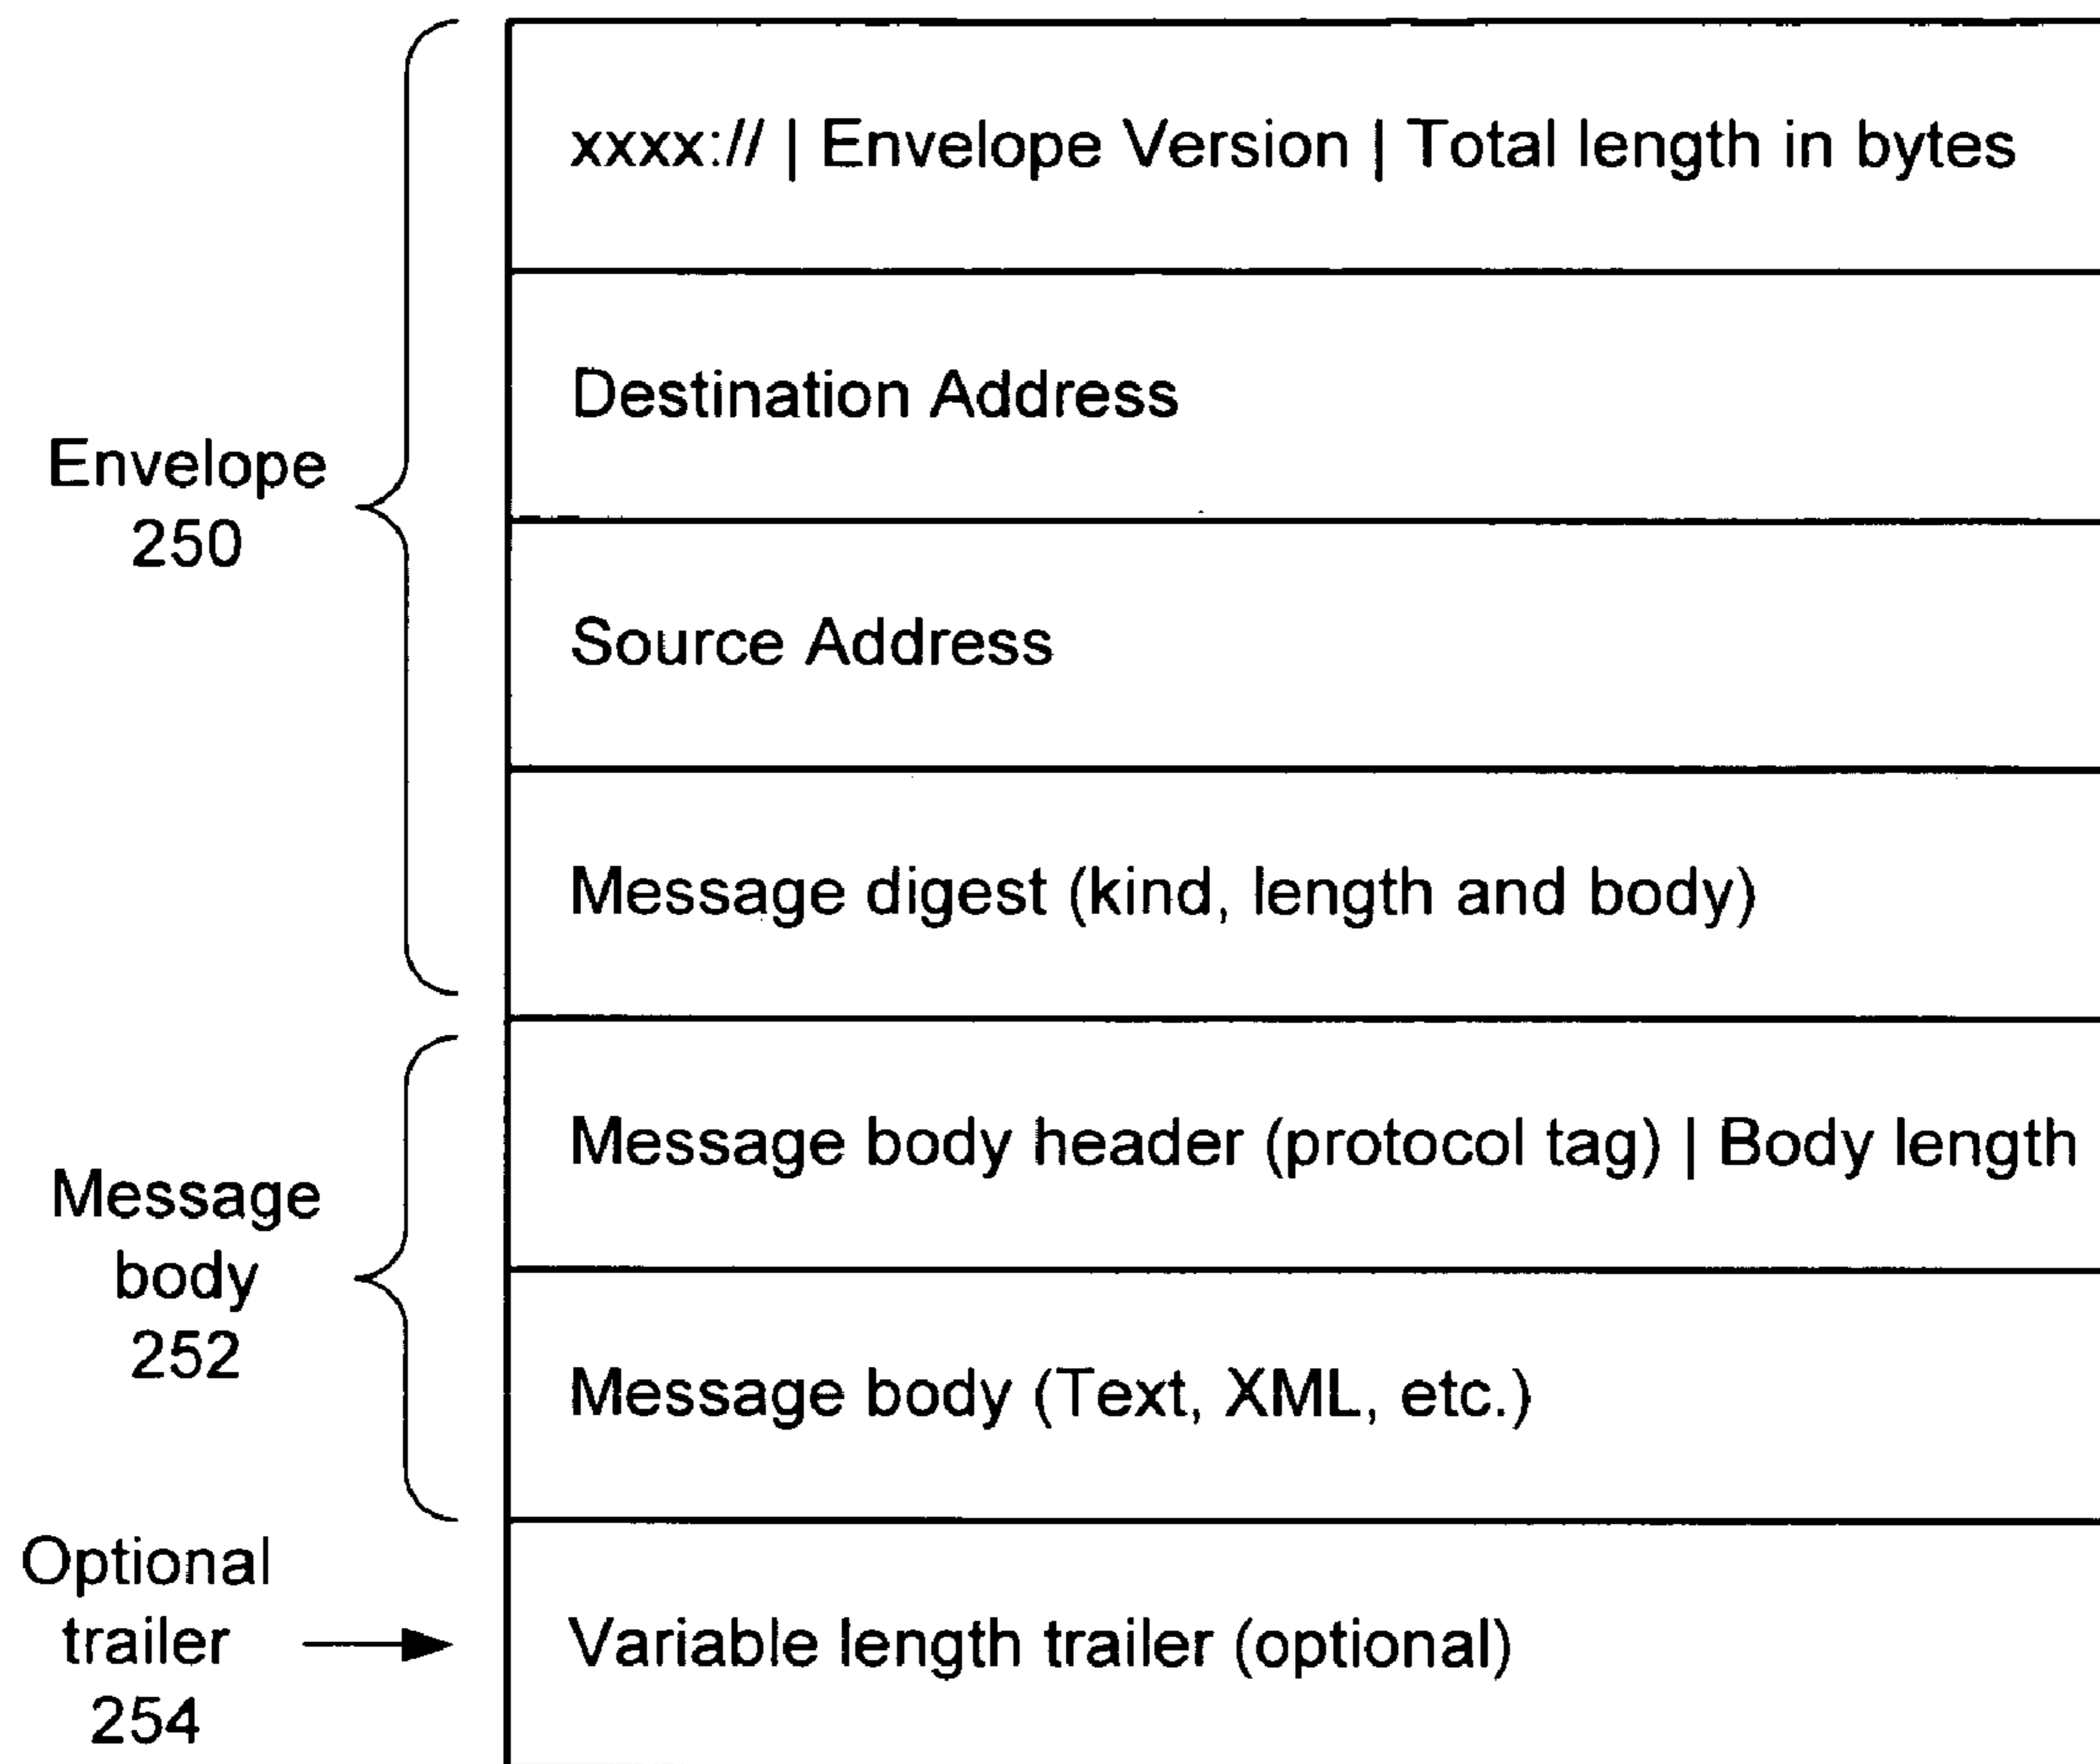 xxxx:// | Envelope Version | Total length in bytes
Destination Address
Envelope
250
Source Address
Message digest (kind, length and body)
Message body header (protocol tag) | Body length
Message
body
252
Message body (Text, XML, etc.)
Optional
trailer
254
Variable length trailer (optional)